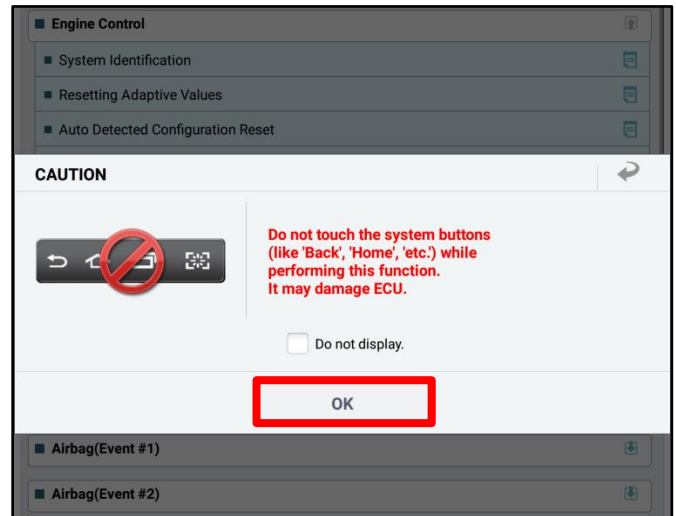 Engine Control
System Identification
Resetting Adaptive Values
Auto Detected Configuration Reset
CAUTION
Do not touch the system buttons
(like 'Back', 'Home', 'etc.') while
performing this function.
It may damage ECU.
Do not display.
OK
Airbag(Event #1)
Airbag(Event #2)